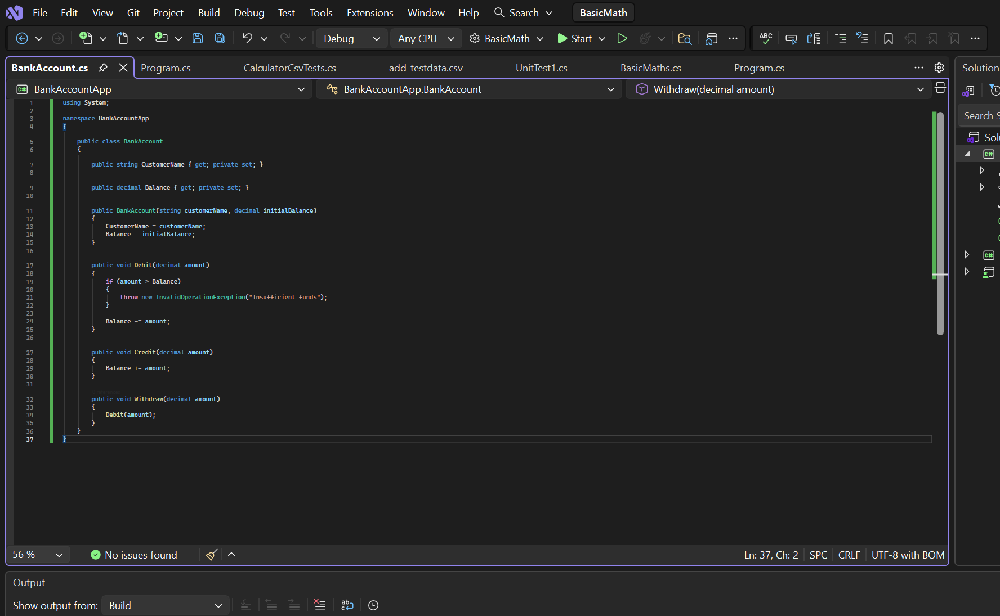 File Edit View Git Project Build Debug Test Tools Extensions Window Help Search BasicMath
Debug Any CPU BasicMath Start ABC
BankAccount.cs Program.cs CalculatorCsvTests.cs add_testdata.csv UnitTest1.cs BasicMaths.cs Program.cs Solution
C# BankAccountApp BankAccountApp.BankAccount Withdraw(decimal amount)
1 using System;
2
3 namespace BankAccountApp
4 {
5 public class BankAccount
6 {
7 public string CustomerName { get; private set; }
8
9 public decimal Balance { get; private set; }
10
11 public BankAccount(string customerName, decimal initialBalance)
12 {
13 CustomerName = customerName;
14 Balance = initialBalance;
15 }
16
17 public void Debit(decimal amount)
18 {
19 if (amount > Balance)
20 {
21 throw new InvalidOperationException("Insufficient funds");
22 }
23
24 Balance -= amount;
25 }
26
27 public void Credit(decimal amount)
28 {
29 Balance += amount;
30 }
31
32 public void Withdraw(decimal amount)
33 {
34 Debit(amount);
35 }
36 }
37 }
Search S
Solu
C#
C#
56 % No issues found Ln: 37, Ch: 2 SPC CRLF UTF-8 with BOM
Output
Show output from: Build